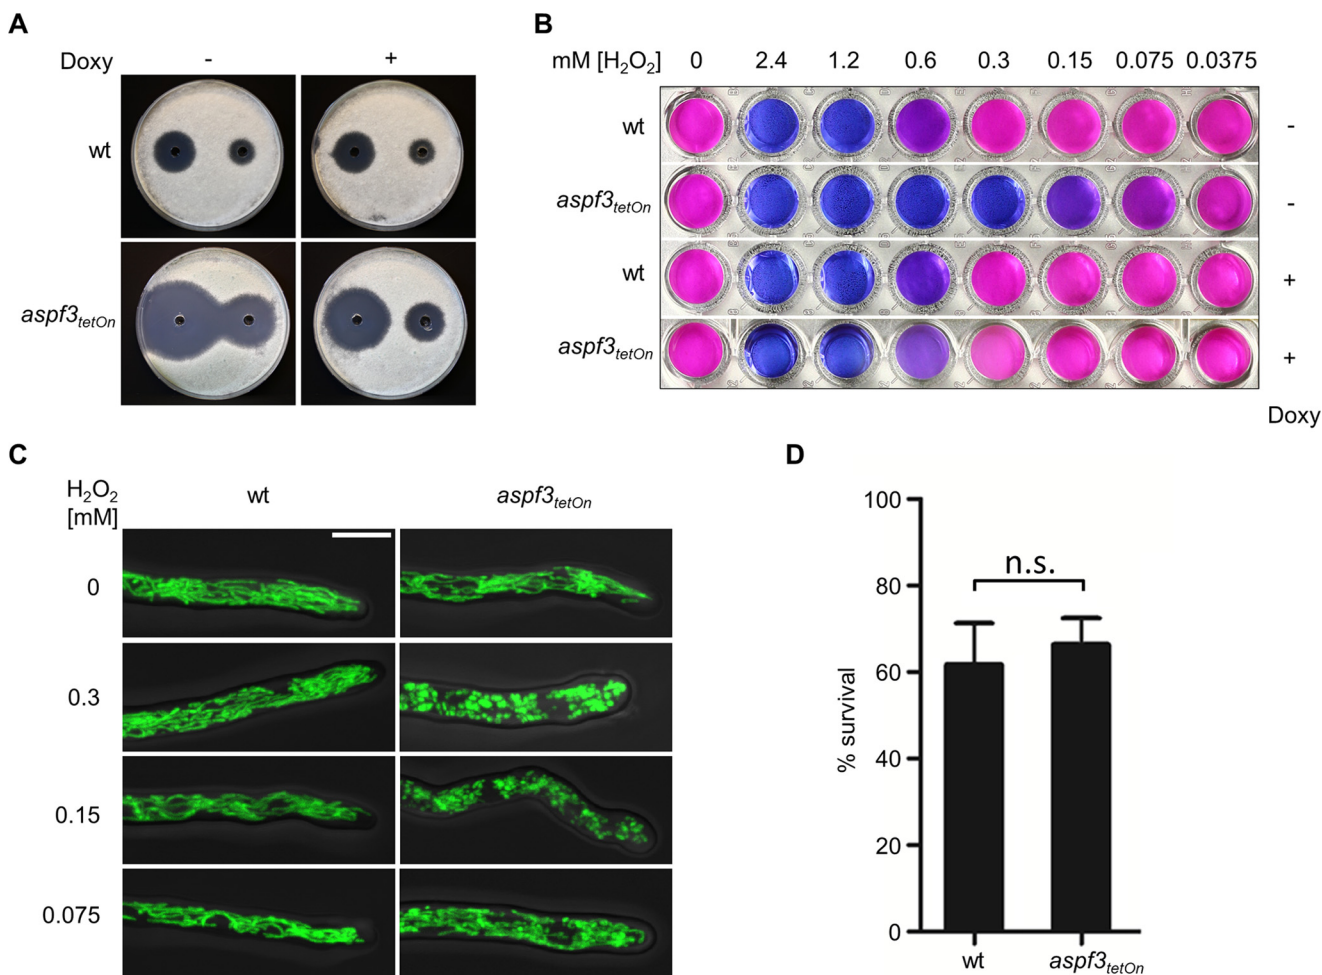 A
Doxy - +
wt
aspf3tetOn
B
mM [H2O2] 0 2.4 1.2 0.6 0.3 0.15 0.075 0.0375
wt -
aspf3tetOn -
wt +
aspf3tetOn +
Doxy
C
H2O2
[mM]
wt aspf3tetOn
0
0.3
0.15
0.075
D
100
80
60
40
20
0
% survival
n.s.
wt aspf3tetOn